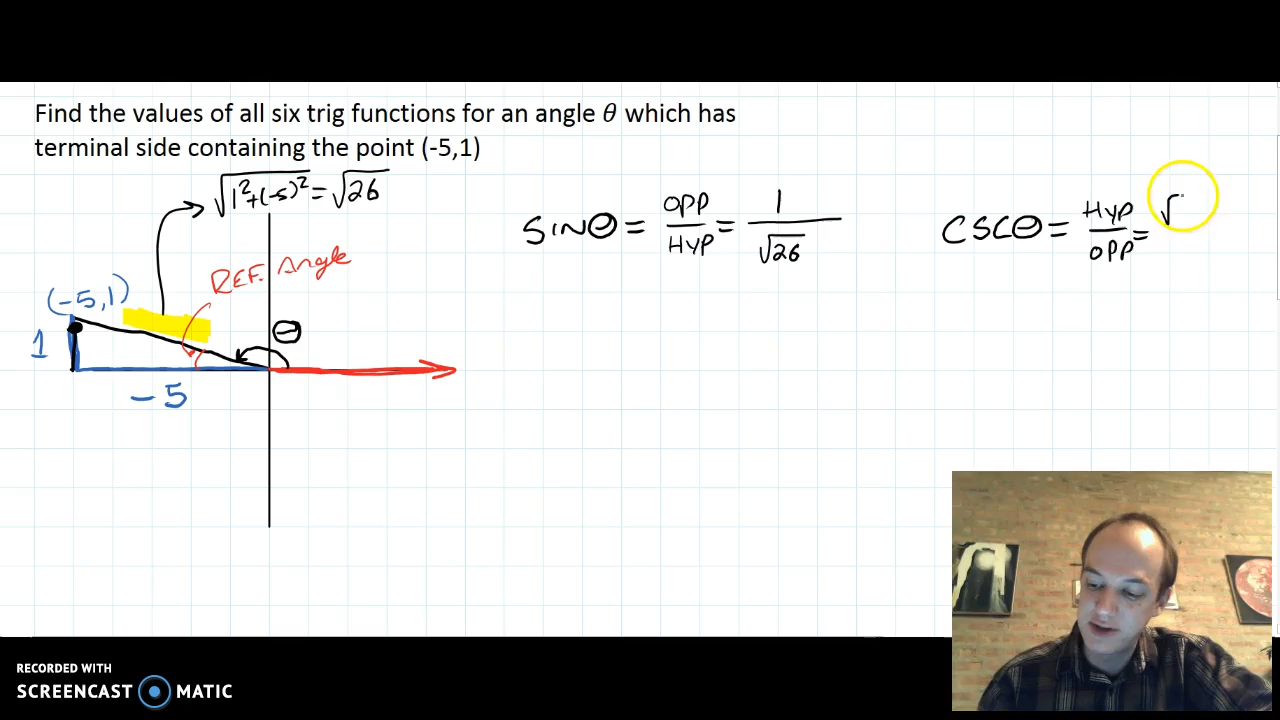 Find the values of all six trig functions for an angle θ which has
terminal side containing the point (-5,1)
√1²+(-5)² = √26
REF. Angle
(-5,1)
1
-5
Θ
SINΘ = OPP/HYP = 1/√26
CSCΘ = HYP/OPP = √
RECORDED WITH
SCREENCAST MATIC